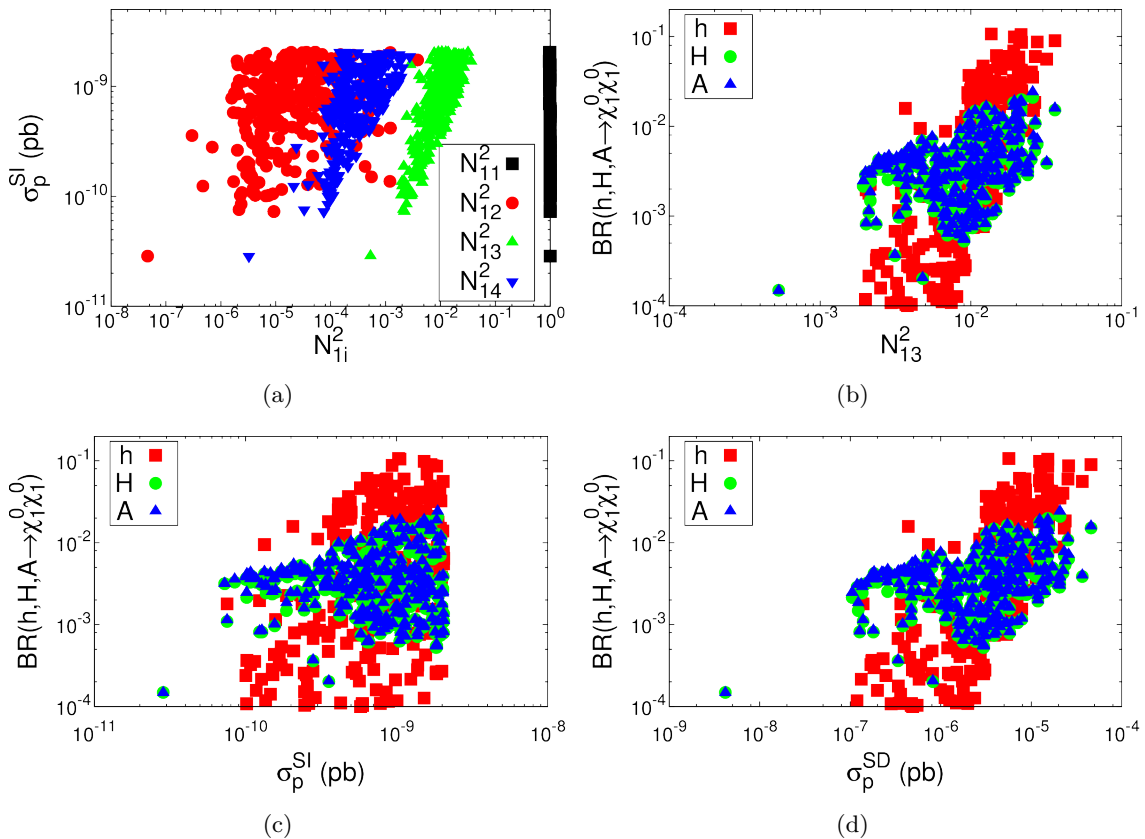 σ_p^SI (pb)
10^-9
10^-10
10^-11
N_11^2
N_12^2
N_13^2
N_14^2
10^-8 10^-7 10^-6 10^-5 10^-4 10^-3 10^-2 10^-1 10^0
N_1i^2
(a)
BR(h,H,A→χ_1^0χ_1^0)
10^-1
10^-2
10^-3
10^-4
h
H
A
10^-4 10^-3 10^-2 10^-1
N_13^2
(b)
BR(h,H,A→χ_1^0χ_1^0)
10^-1
10^-2
10^-3
10^-4
h
H
A
10^-11 10^-10 10^-9 10^-8
σ_p^SI (pb)
(c)
BR(h,H,A→χ_1^0χ_1^0)
10^-1
10^-2
10^-3
10^-4
h
H
A
10^-9 10^-8 10^-7 10^-6 10^-5 10^-4
σ_p^SD (pb)
(d)